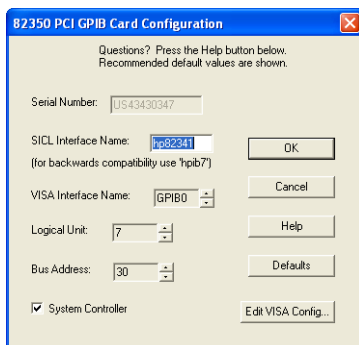 82350 PCI GPIB Card Configuration
Questions? Press the Help button below.
Recommended default values are shown.
Serial Number: US43430347
SICL Interface Name: hp82341
OK
(for backwards compatibility use 'hpib7')
Cancel
VISA Interface Name: GPIB0
Help
Logical Unit: 7
Defaults
Bus Address: 30
System Controller
Edit VISA Config...